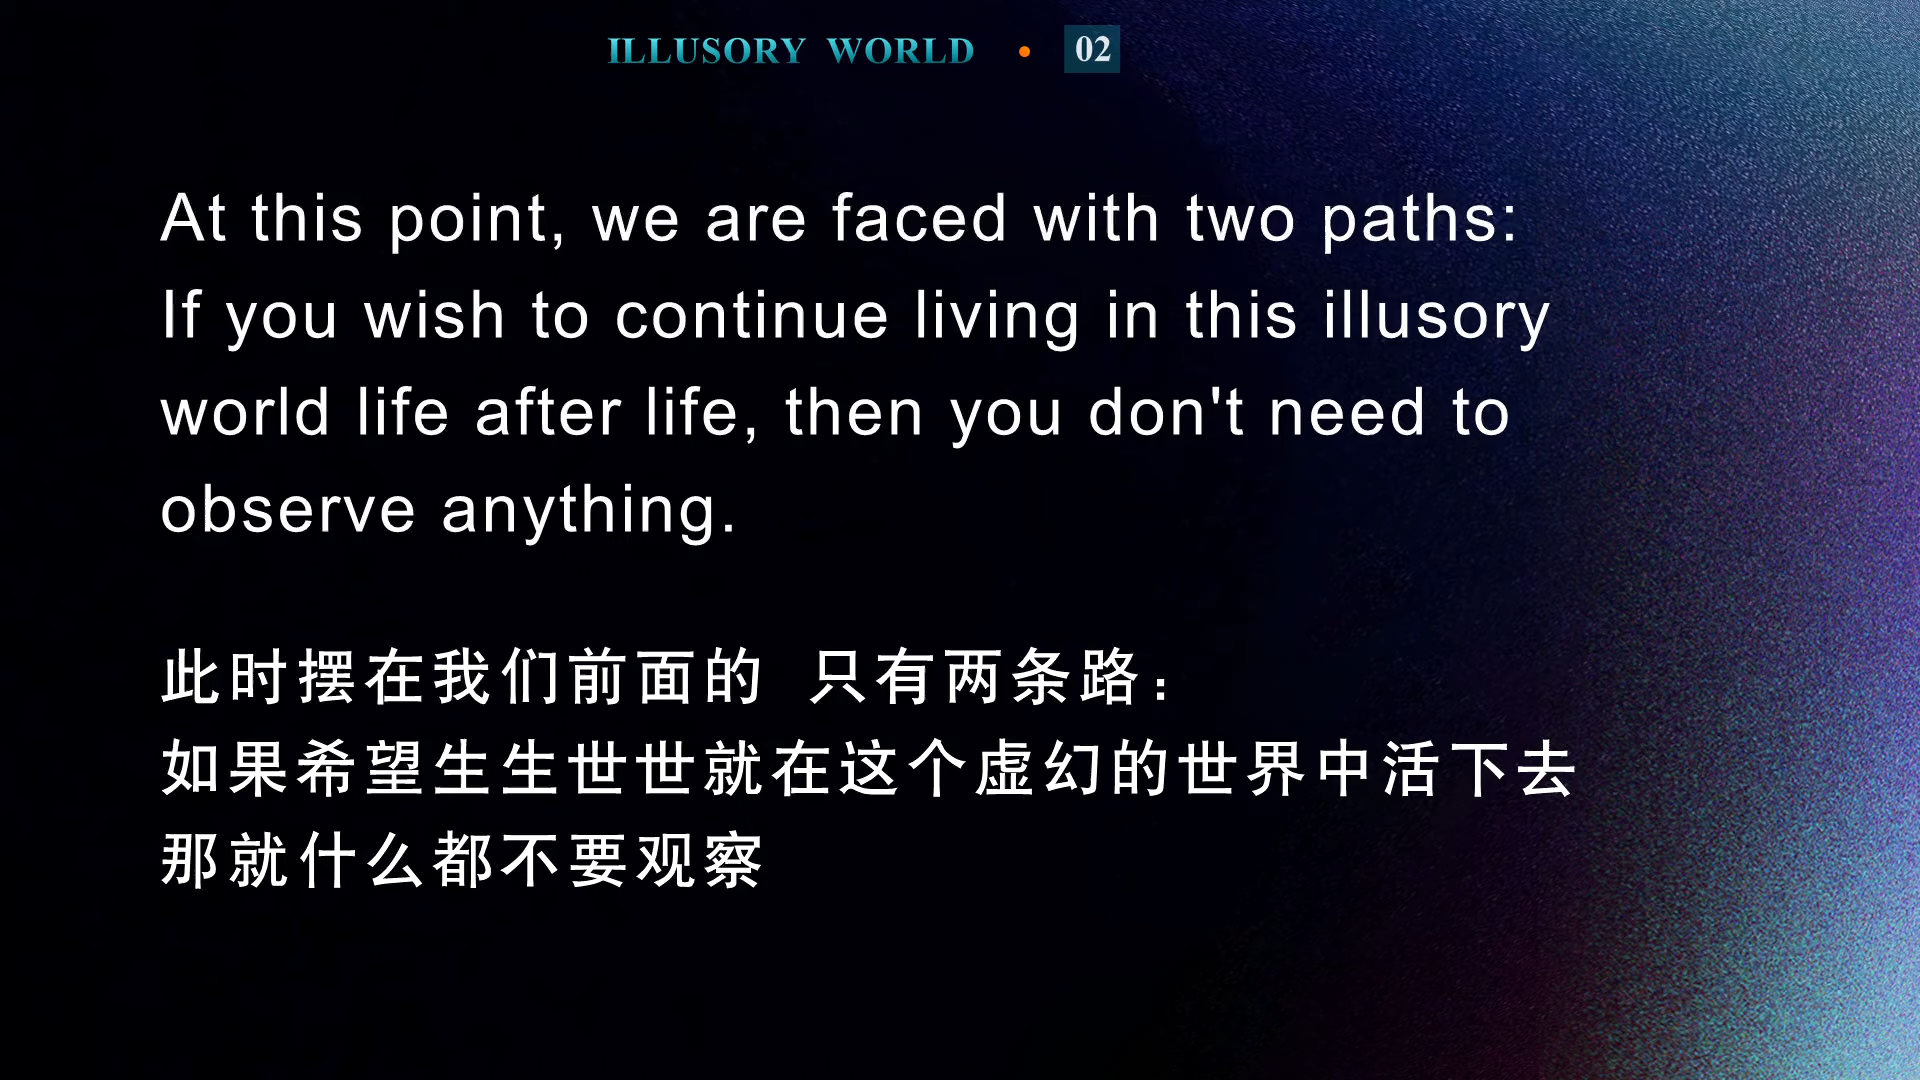 ILLUSORY WORLD • 02
At this point, we are faced with two paths:
If you wish to continue living in this illusory
world life after life, then you don't need to
observe anything.
此时摆在我们前面的 只有两条路：
如果希望生生世世就在这个虚幻的世界中活下去
那就什么都不要观察